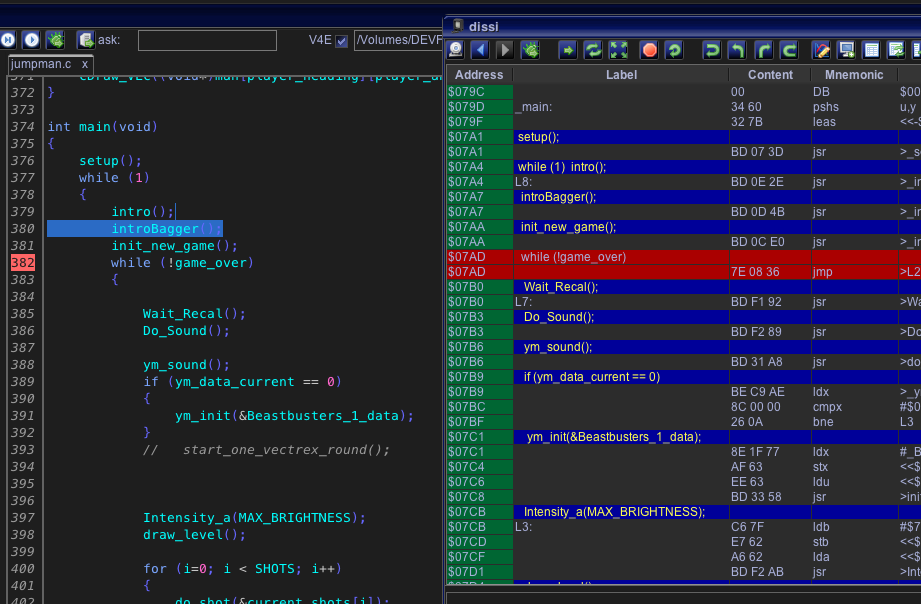 dissi
ask:
V4E
/Volumes/DEVF
jumpman.c x
Address Label Content Mnemonic
372 }
373
374 int main(void)
375 {
376 setup();
377 while (1)
378 {
379 intro();
380 introBagger();
381 init_new_game();
382 while (!game_over)
383 {
384
385 Wait_Recal();
386 Do_Sound();
387
388 ym_sound();
389 if (ym_data_current == 0)
390 {
391 ym_init(&Beastbusters_1_data);
392 }
393 // start_one_vectrex_round();
394
395
396
397 Intensity_a(MAX_BRIGHTNESS);
398 draw_level();
399
400 for (i=0; i < SHOTS; i++)
401 {
402 do_shot(&current_shots[i]);
$079C 00 DB $00
$079D _main: 34 60 pshs u,y
$079F 32 7B leas <<-$
$07A1 setup();
$07A1 BD 07 3D jsr >_s
$07A4 while (1) intro();
$07A4 L8: BD 0E 2E jsr >_in
$07A7 introBagger();
$07A7 BD 0D 4B jsr >_in
$07AA init_new_game();
$07AA BD 0C E0 jsr >_in
$07AD while (!game_over)
$07AD 7E 08 36 jmp >L2
$07B0 Wait_Recal();
$07B0 L7: BD F1 92 jsr >Wa
$07B3 Do_Sound();
$07B3 BD F2 89 jsr >Do
$07B6 ym_sound();
$07B6 BD 31 A8 jsr >do
$07B9 if (ym_data_current == 0)
$07B9 BE C9 AE ldx >_y
$07BC 8C 00 00 cmpx #$0
$07BF 26 0A bne L3
$07C1 ym_init(&Beastbusters_1_data);
$07C1 8E 1F 77 ldx #_B
$07C4 AF 63 stx <<$
$07C6 EE 63 ldu <<$
$07C8 BD 33 58 jsr >ini
$07CB Intensity_a(MAX_BRIGHTNESS);
$07CB L3: C6 7F ldb #$7
$07CD E7 62 stb <<$
$07CF A6 62 lda <<$
$07D1 BD F2 AB jsr >Int